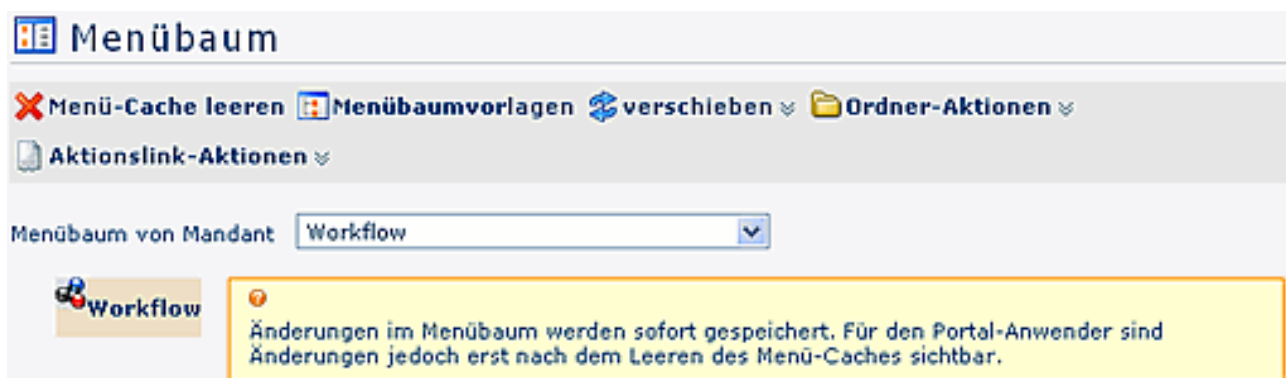 Menübaum
Menü-Cache leeren Menübaumvorlagen verschieben Ordner-Aktionen
Aktionslink-Aktionen
Menübaum von Mandant Workflow
Workflow
Änderungen im Menübaum werden sofort gespeichert. Für den Portal-Anwender sind
Änderungen jedoch erst nach dem Leeren des Menü-Caches sichtbar.